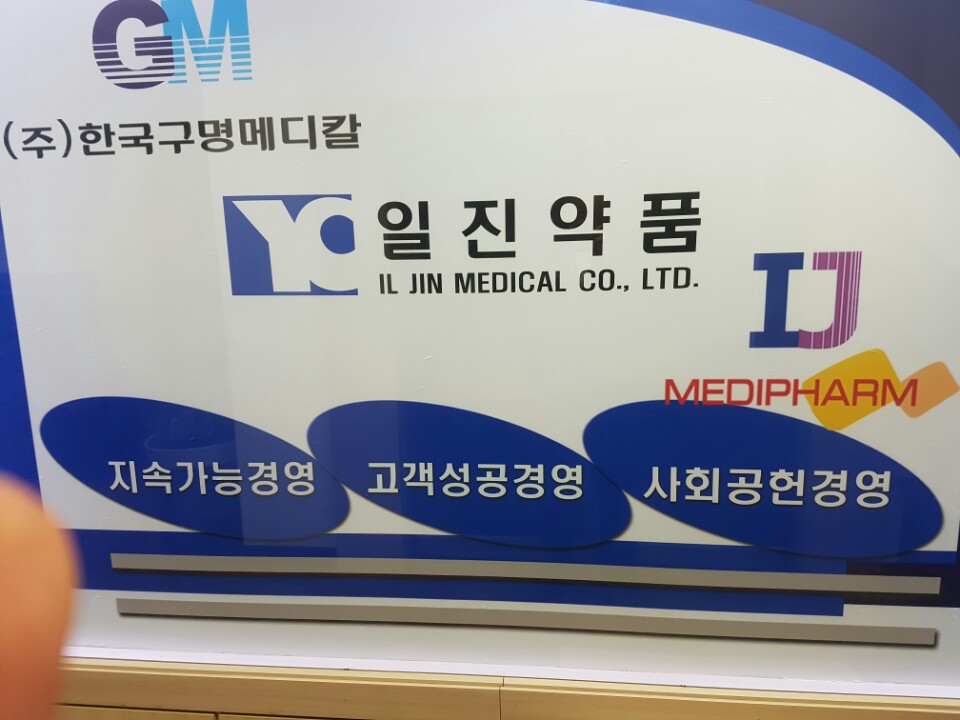 GM
(주)한국구명메디칼
YC 일진약품
IL JIN MEDICAL CO., LTD.
IJ
MEDIPHARM
지속가능경영 고객성공경영 사회공헌경영